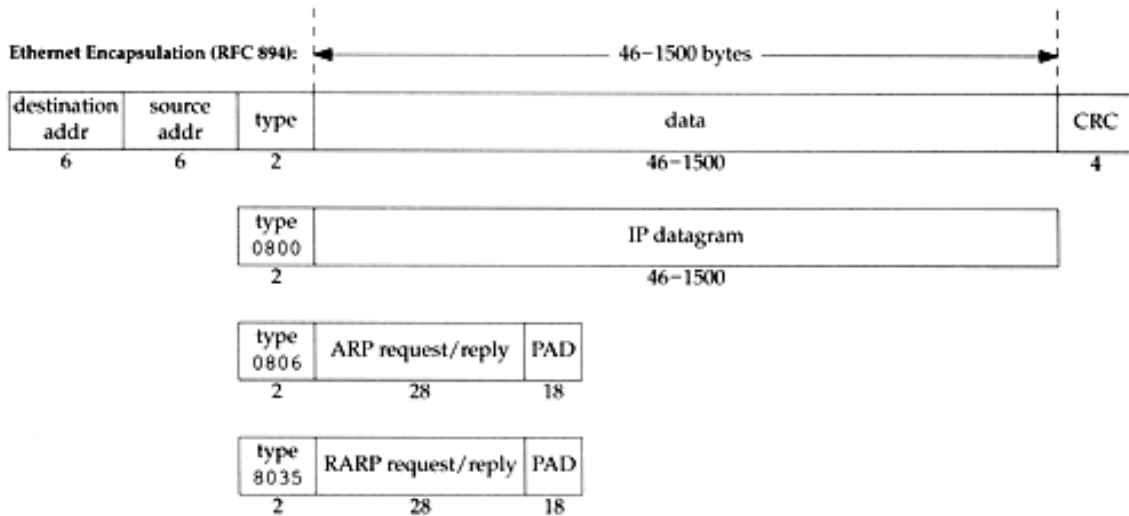 Ethernet Encapsulation (RFC 894): 46–1500 bytes
destination addr source addr type data CRC
6 6 2 46–1500 4
type 0800 IP datagram
2 46–1500
type 0806 ARP request/reply PAD
2 28 18
type 8035 RARP request/reply PAD
2 28 18